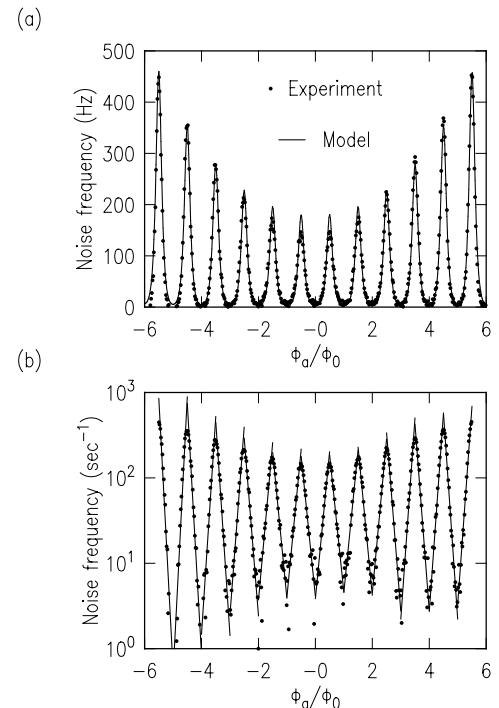 (a)
500
400
300
200
100
0
Noise frequency (Hz)
Experiment
Model
−6 −4 −2 −0 2 4 6
ϕa/ϕ0
(b)
10³
10²
10¹
10⁰
Noise frequency (sec⁻¹)
−6 −4 −2 −0 2 4 6
ϕa/ϕ0